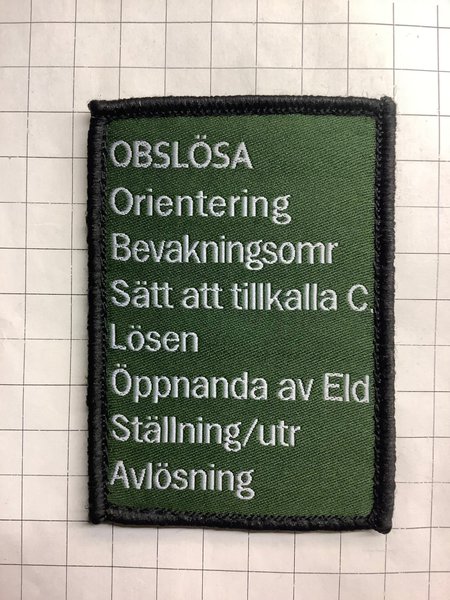 OBSLÖSA
Orientering
Bevakningsomr
Sätt att tillkalla C.
Lösen
Öppnanda av Eld
Ställning/utr
Avlösning